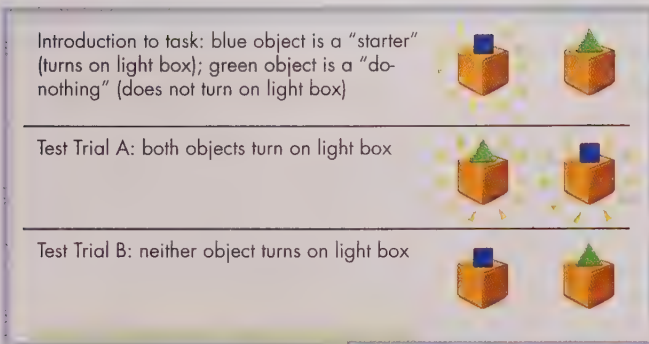 Introduction to task: blue object is a “starter”
(turns on light box); green object is a “do-
nothing” (does not turn on light box)
Test Trial A: both objects turn on light box
Test Trial B: neither object turns on light box